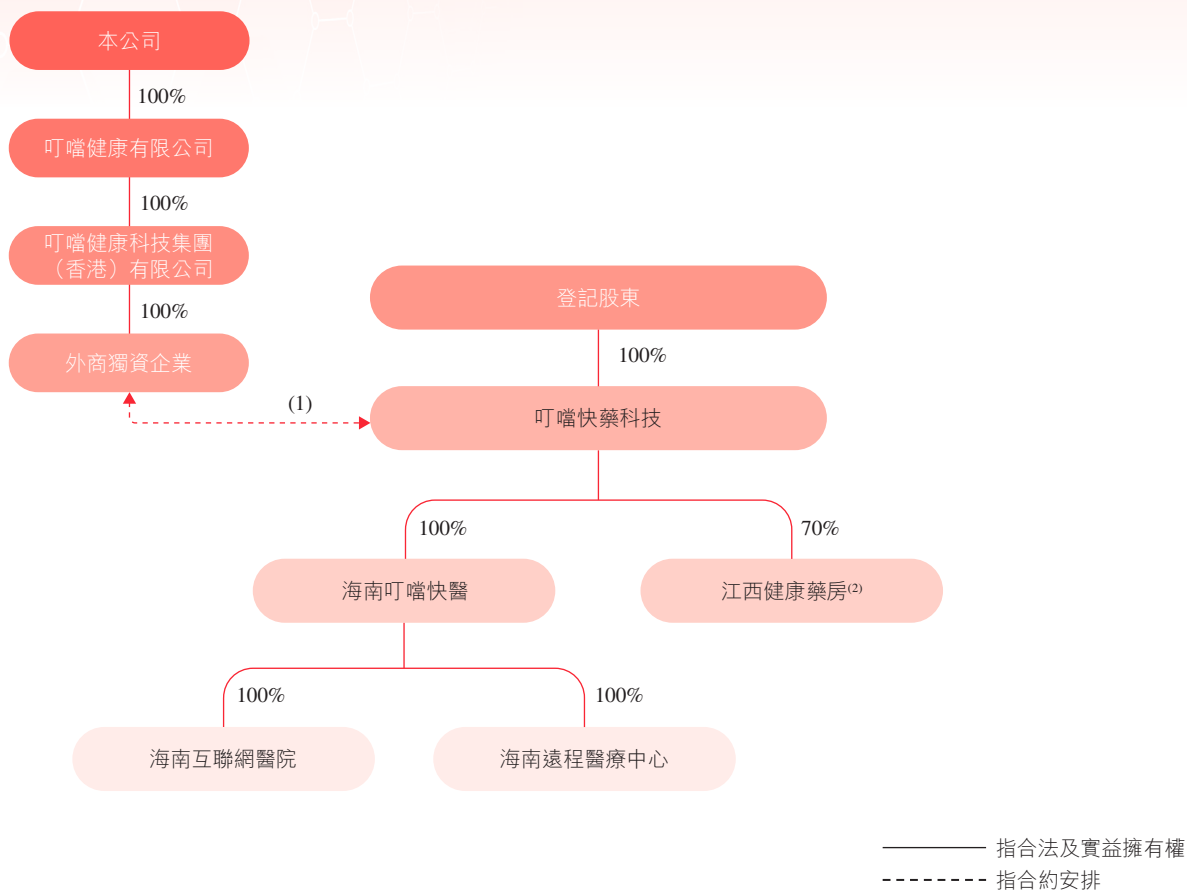 本公司
100%
叮噹健康有限公司
100%
叮噹健康科技集團
（香港）有限公司
100%
外商獨資企業
登記股東
100%
(1)
叮噹快藥科技
100%
70%
海南叮噹快醫
江西健康藥房(2)
100%
100%
海南互聯網醫院
海南遠程醫療中心
指合法及實益擁有權
指合約安排